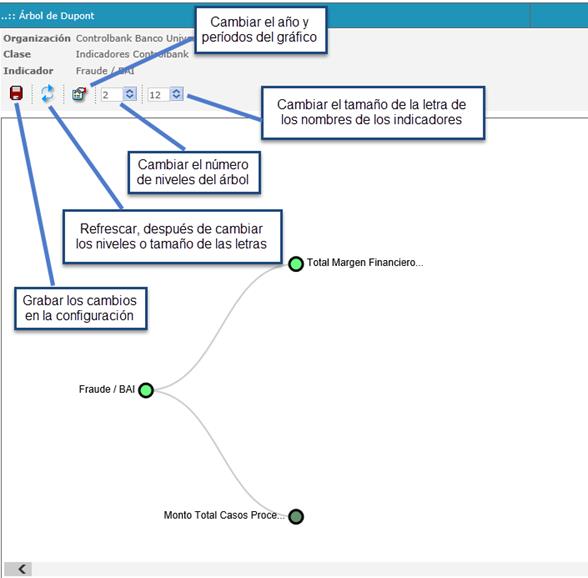 ..:: Árbol de Dupont
Cambiar el año y
períodos del gráfico
Organización Controlbank Banco
Clase Indicadores Controlbank
Indicador Fraude / BAI
2 12
Cambiar el tamaño de la letra de
los nombres de los indicadores
Cambiar el número
de niveles del árbol
Refrescar, después de cambiar
los niveles o tamaño de las letras
Total Margen Financiero...
Grabar los cambios
en la configuración
Fraude / BAI
Monto Total Casos Proce...